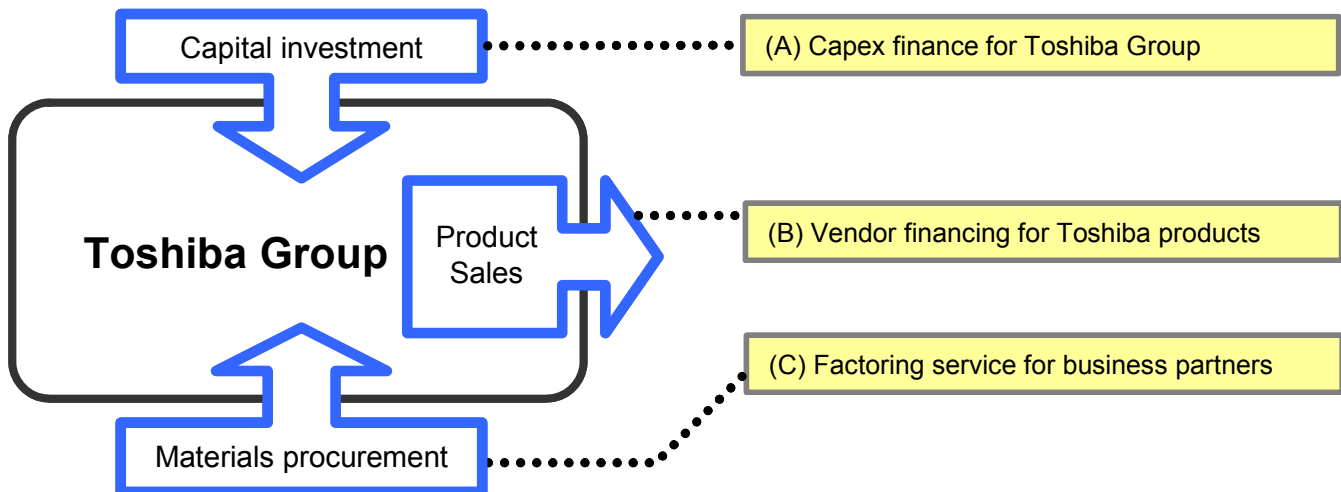 Capital investment
(A) Capex finance for Toshiba Group
Toshiba Group
Product
Sales
(B) Vendor financing for Toshiba products
(C) Factoring service for business partners
Materials procurement